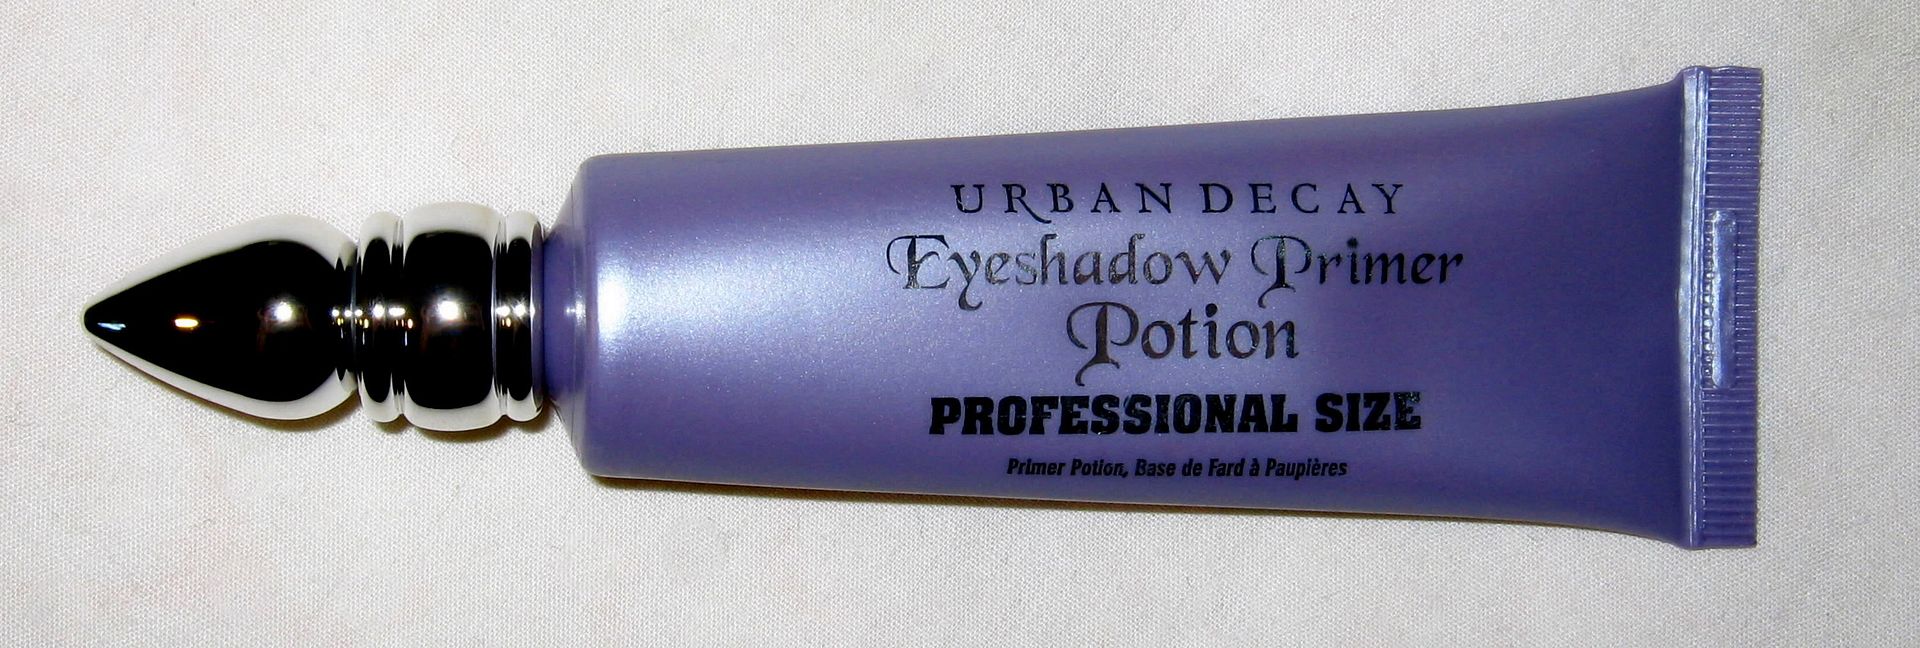 URBAN DECAY
Eyeshadow Primer
Potion
PROFESSIONAL SIZE
Primer Potion, Base de Fard à Paupières